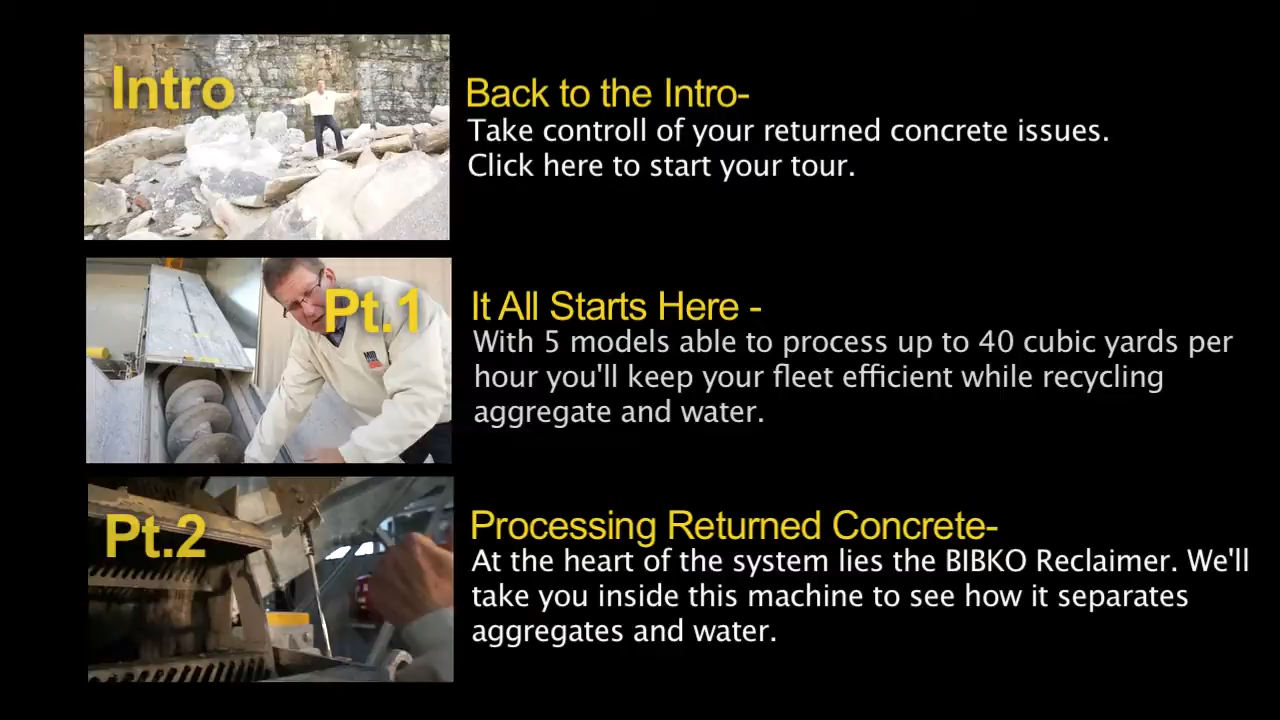 Intro
Back to the Intro-
Take controll of your returned concrete issues.
Click here to start your tour.
Pt.1
It All Starts Here -
With 5 models able to process up to 40 cubic yards per
hour you'll keep your fleet efficient while recycling
aggregate and water.
Pt.2
Processing Returned Concrete-
At the heart of the system lies the BIBKO Reclaimer. We'll
take you inside this machine to see how it separates
aggregates and water.